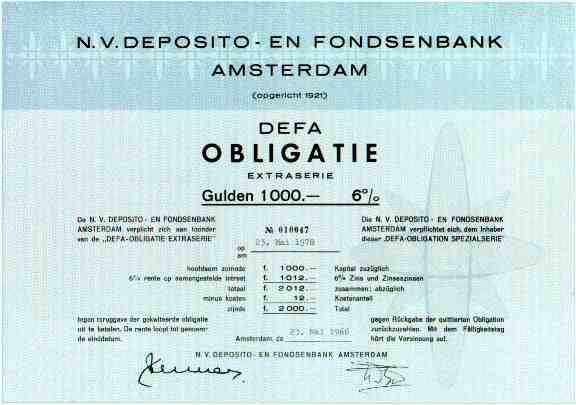 N.V. DEPOSITO- EN FONDSENBANK
AMSTERDAM
(opgericht 1921)
DEFA
OBLIGATIE
EXTRASERIE
Gulden 1000.— 6%
De N. V. DEPOSITO - EN FONDSENBANK
AMSTERDAM verplicht zich aan toonder
van de „DEFA-OBLIGATIE EXTRASERIE"
№ 010047
op 23. Mai 1978
am
Die N. V. DEPOSITO - EN FONDSENBANK
AMSTERDAM verpflichtet sich, dem Inhaber
dieser „DEFA-OBLIGATION SPEZIALSERIE"
hoofdsom zonnde f. 1000.— Kapital zuzüglich
6% rente op samengestelde intrest f. 1012.— 6% Zins und Zinseszinsen
totaal f. 2012.— zusammen: abzüglich
minus kosten f. 12.— Kostenanteil
zijnde f. 2000.— Total
tegen teruggave der gekwiteerde obligatie
uit te betalen. De rente loopt tot genoem-
de einddatum.
Amsterdam, de 23. Mai 1966
gegen Rückgabe der quittierten Obligation
zurückzuzahlen. Mit dem Fälligkeitstag
hört die Verzinsung auf.
N. V. DEPOSITO - EN FONDSENBANK AMSTERDAM